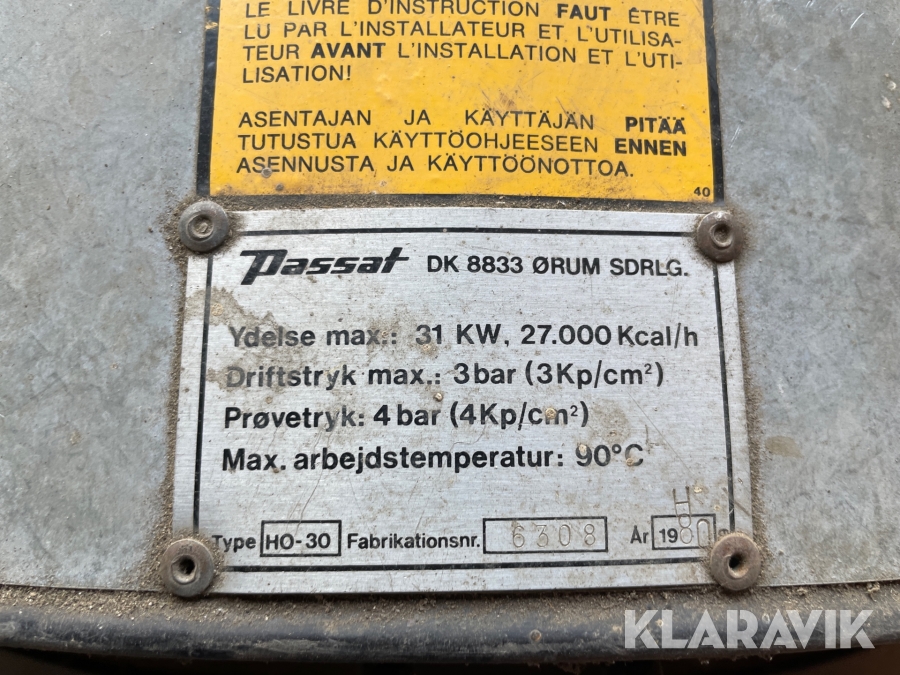 LE LIVRE D'INSTRUCTION FAUT ÊTRE
LU PAR L'INSTALLATEUR ET L'UTILISA-
TEUR AVANT L'INSTALLATION ET L'UTI-
LISATION!
ASENTAJAN JA KÄYTTÄJÄN PITÄÄ
TUTUSTUA KÄYTTÖOHJEESEEN ENNEN
ASENNUSTA JA KÄYTTÖÖNOTTOA.
40
Passat DK 8833 ØRUM SDRLG.
Ydelse max.: 31 KW, 27.000 Kcal/h
Driftstryk max.: 3 bar (3Kp/cm²)
Prøvetryk: 4 bar (4Kp/cm²)
Max. arbejdstemperatur: 90°C
H
Type HO-30 Fabrikationsnr. 6308 År 1980
KLARAVIK